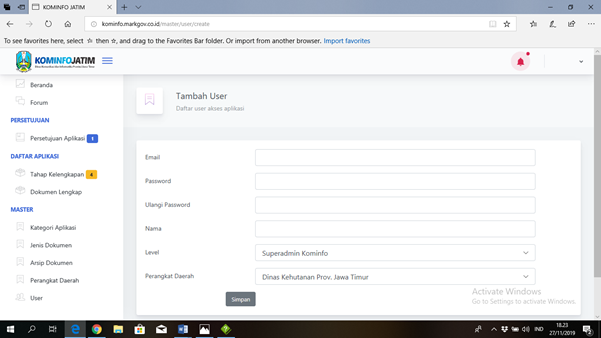 KOMINFO JATIM
kominfo.markgov.co.id/master/user/create
To see favorites here, select ☆ then ☆, and drag to the Favorites Bar folder. Or import from another browser. Import favorites
KOMINFOJATIM
Beranda
Forum
PERSETUJUAN
Persetujuan Aplikasi 1
DAFTAR APLIKASI
Tahap Kelengkapan 4
Dokumen Lengkap
MASTER
Kategori Aplikasi
Jenis Dokumen
Arsip Dokumen
Perangkat Daerah
User
Tambah User
Daftar user akses aplikasi
Email
Password
Ulangi Password
Nama
Level Superadmin Kominfo
Perangkat Daerah Dinas Kehutanan Prov. Jawa Timur
Simpan
Activate Windows
Go to Settings to activate Windows.
IND
18.23
27/11/2019
2